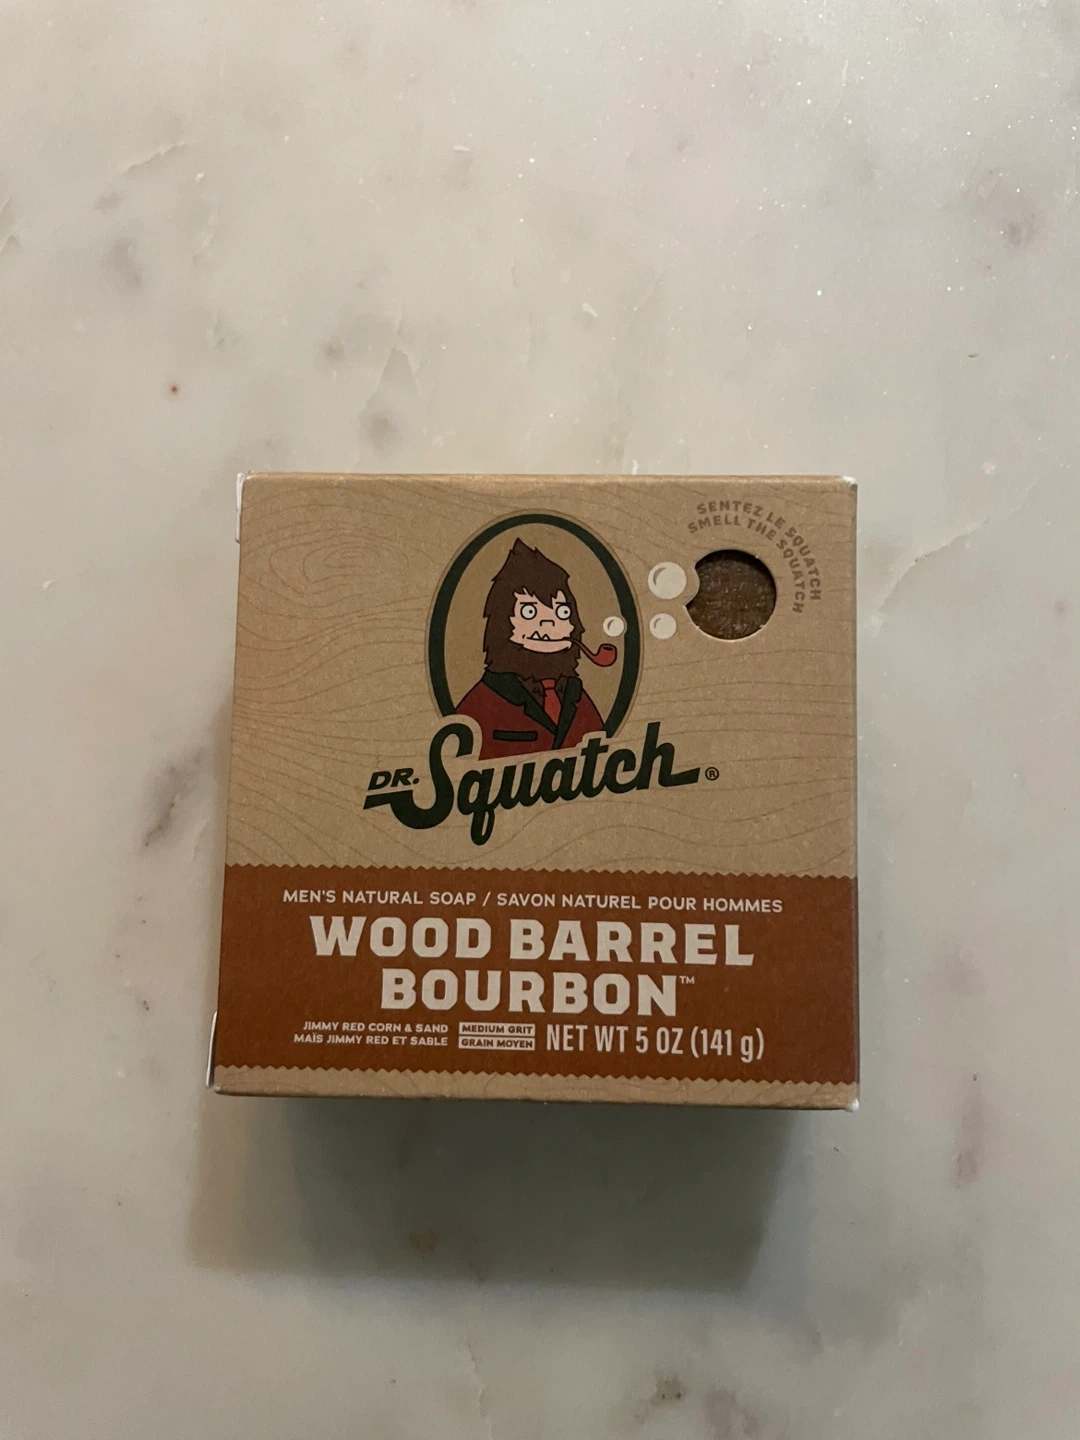 SENTEZ LE SQUATCH
SMELL THE SQUATCH
DR. Squatch®
MEN'S NATURAL SOAP / SAVON NATUREL POUR HOMMES
WOOD BARREL
BOURBON™
JIMMY RED CORN & SAND
MAÏS JIMMY RED ET SABLE
MEDIUM GRIT
GRAIN MOYEN
NET WT 5 OZ (141 g)